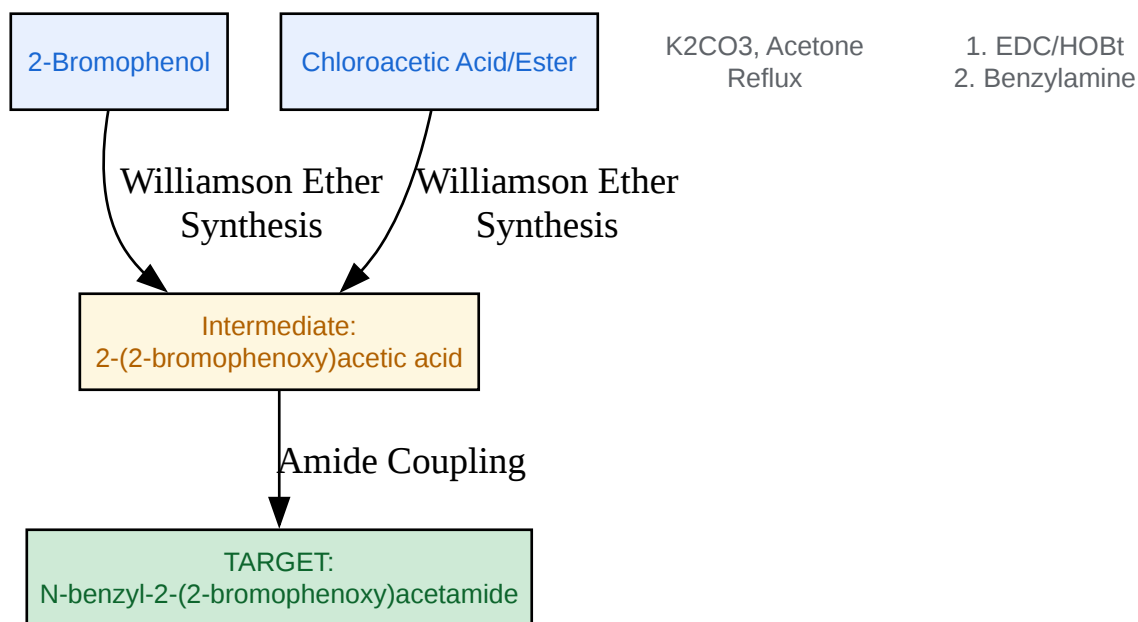 2-Bromophenol
Chloroacetic Acid/Ester
K2CO3, Acetone
Reflux
1. EDC/HOBt
2. Benzylamine
Williamson Ether
Synthesis
Williamson Ether
Synthesis
Intermediate:
2-(2-bromophenoxy)acetic acid
Amide Coupling
TARGET:
N-benzyl-2-(2-bromophenoxy)acetamide